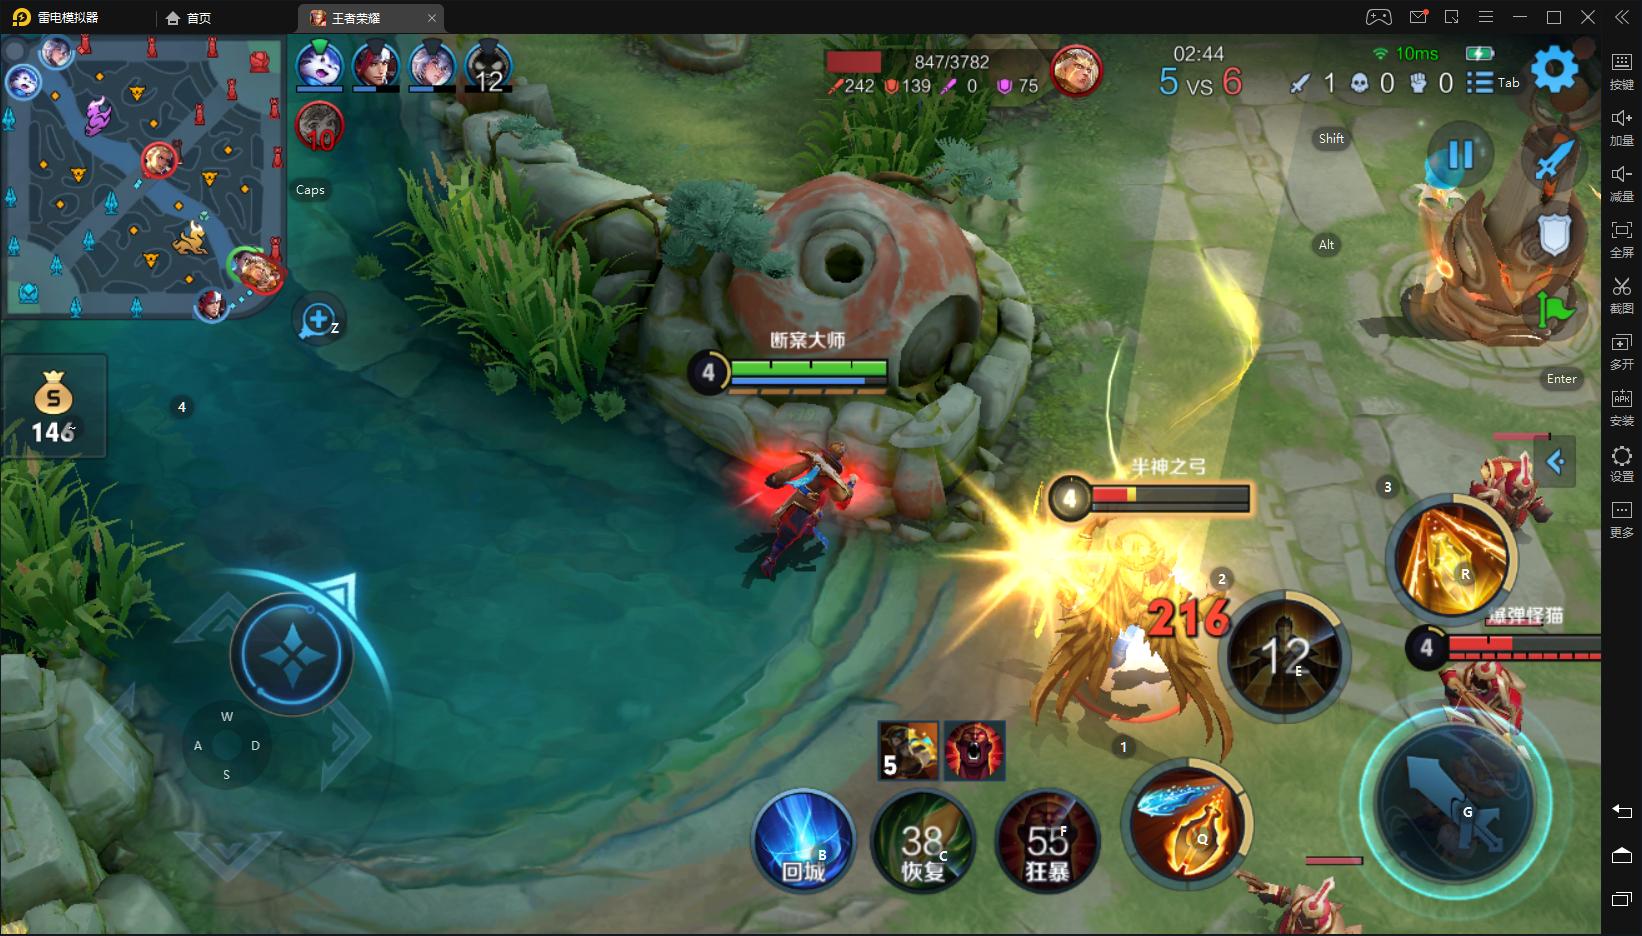 雷电模拟器
首页
王者荣耀
12
10
847/3782
242 139 0 75
02:44
5 VS 6
10ms
1 0 0
Tab
按键
加量
减量
全屏
截图
多开
安装
设置
更多
Shift
Caps
Alt
Z
Enter
146
4
断案大师
4
半神之弓
4
3
R
2
216
爆弹怪猫
4
12
E
W
A
D
S
1
5
B
回城
38
C
恢复
55
F
狂暴
Q
G